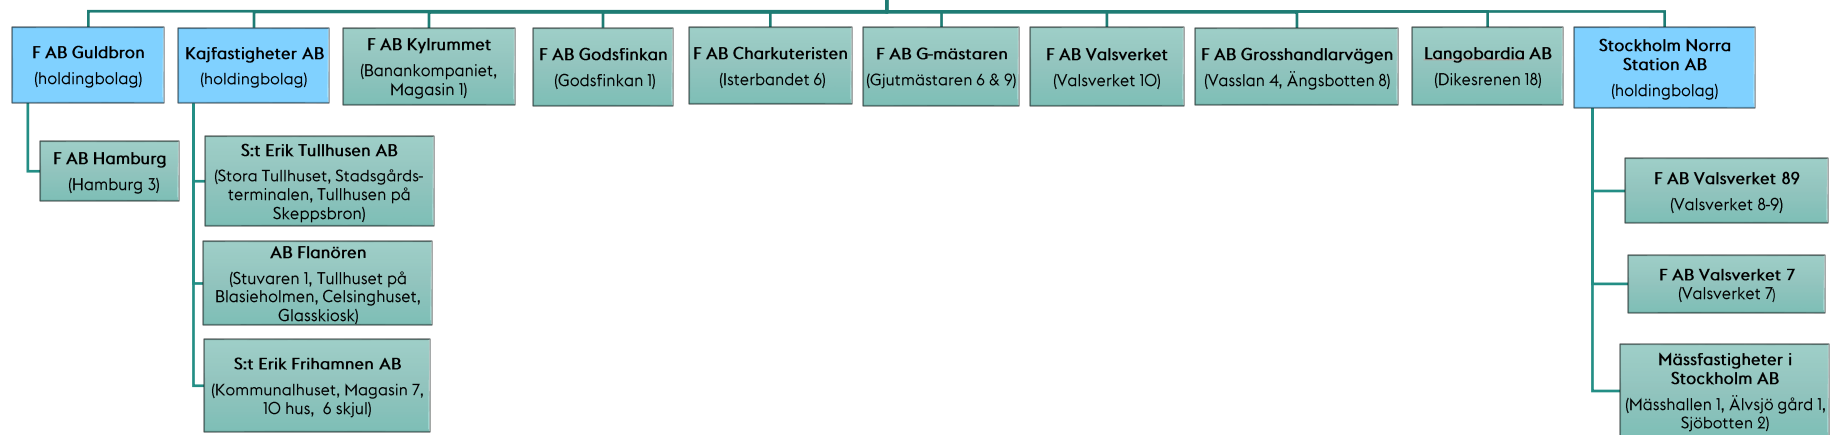 F AB Guldbron
(holdingbolag)
Kajfastigheter AB
(holdingbolag)
F AB Kylrummet
(Banankompaniet,
Magasin 1)
F AB Godsfinkan
(Godsfinkan 1)
F AB Charkuteristen
(Isterbandet 6)
F AB G-mästaren
(Gjutmästaren 6 & 9)
F AB Valsverket
(Valsverket 10)
F AB Grosshandlarvägen
(Vasslan 4, Ängsbotten 8)
Langobardia AB
(Dikesrenen 18)
Stockholm Norra
Station AB
(holdingbolag)
F AB Hamburg
(Hamburg 3)
S:t Erik Tullhusen AB
(Stora Tullhuset, Stadsgårds-
terminalen, Tullhusen på
Skeppsbron)
AB Flanören
(Stuvaren 1, Tullhuset på
Blasieholmen, Celsinghuset,
Glasskiosk)
S:t Erik Frihamnen AB
(Kommunalhuset, Magasin 7,
10 hus, 6 skjul)
F AB Valsverket 89
(Valsverket 8-9)
F AB Valsverket 7
(Valsverket 7)
Mässfastigheter i
Stockholm AB
(Mässhallen 1, Älvsjö gård 1,
Sjöbotten 2)